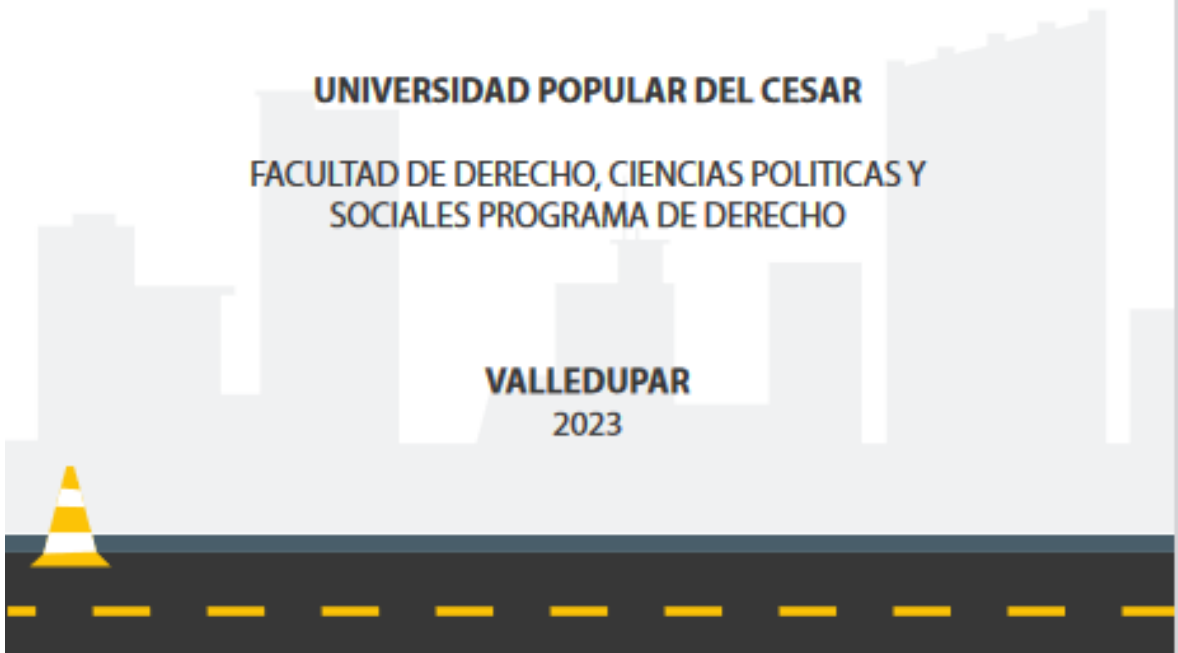 UNIVERSIDAD POPULAR DEL CESAR
FACULTAD DE DERECHO, CIENCIAS POLITICAS Y
SOCIALES PROGRAMA DE DERECHO
VALLEDUPAR
2023